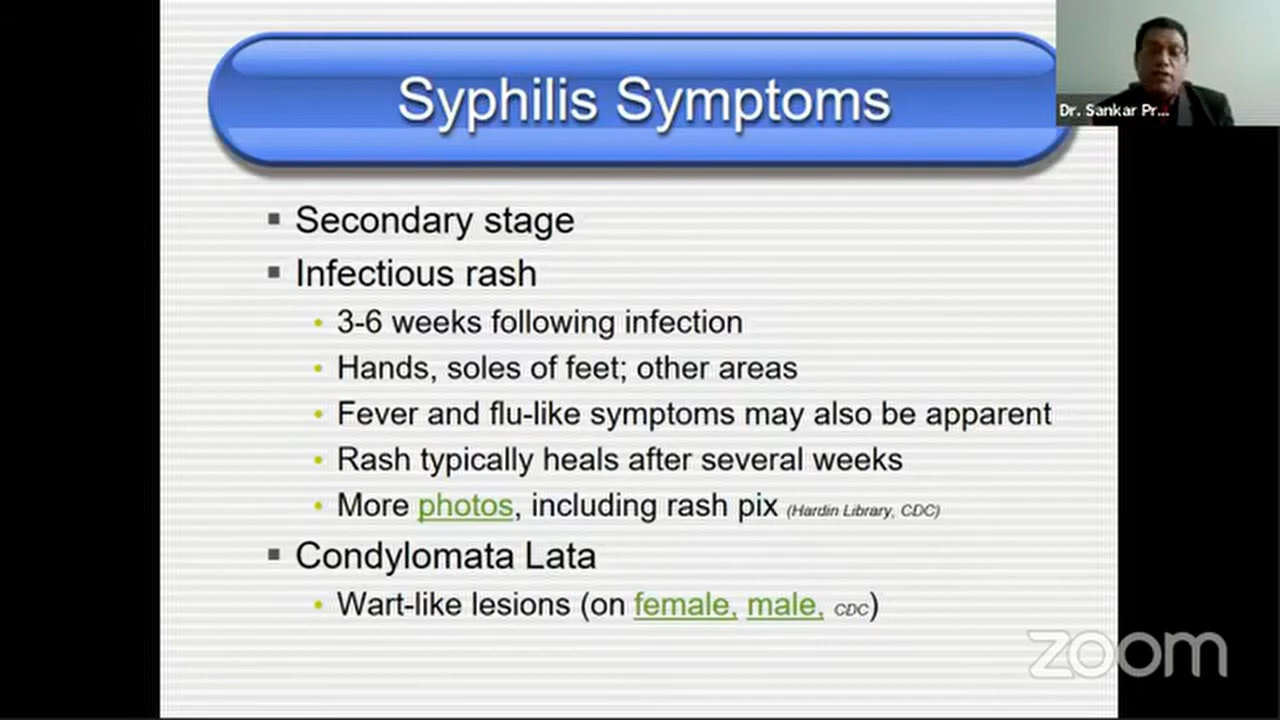 Syphilis Symptoms
Dr. Sankar Pr...
▪ Secondary stage
▪ Infectious rash
• 3-6 weeks following infection
• Hands, soles of feet; other areas
• Fever and flu-like symptoms may also be apparent
• Rash typically heals after several weeks
• More photos, including rash pix (Hardin Library, CDC)
▪ Condylomata Lata
• Wart-like lesions (on female, male, CDC)
zoom